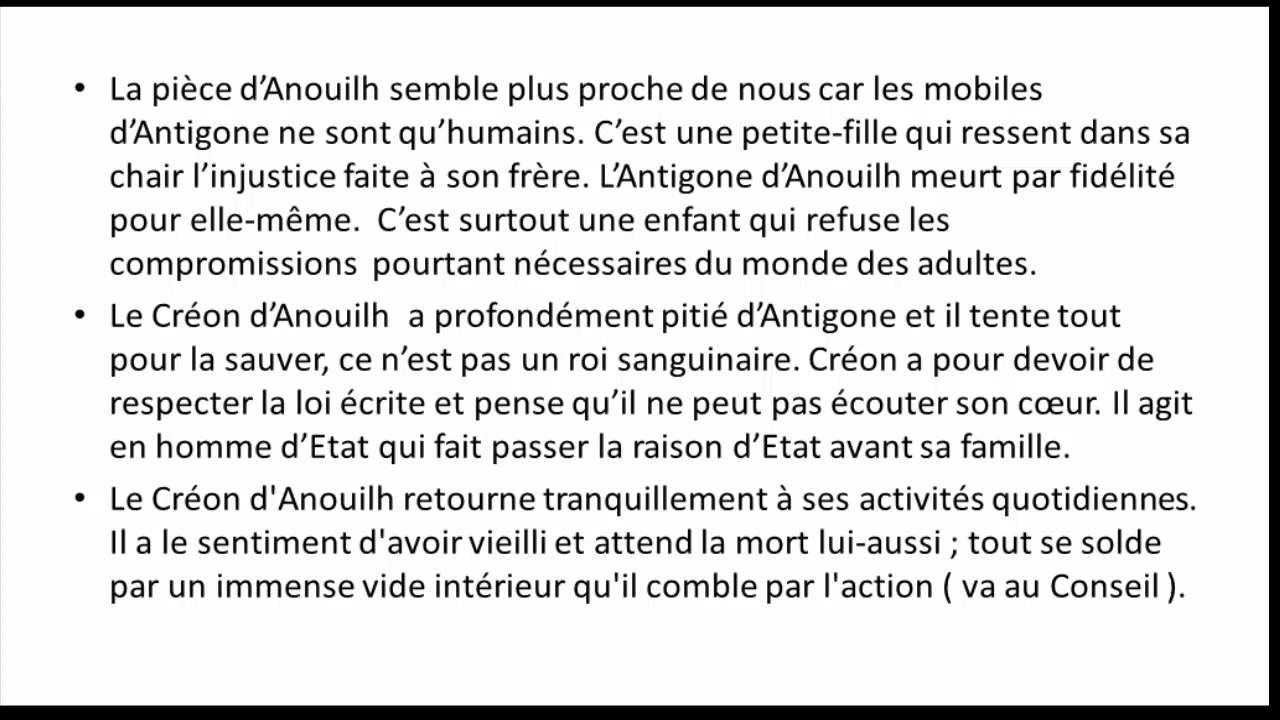 • La pièce d’Anouilh semble plus proche de nous car les mobiles
d’Antigone ne sont qu’humains. C’est une petite-fille qui ressent dans sa
chair l’injustice faite à son frère. L’Antigone d’Anouilh meurt par fidélité
pour elle-même.  C’est surtout une enfant qui refuse les
compromissions  pourtant nécessaires du monde des adultes.
• Le Créon d’Anouilh  a profondément pitié d’Antigone et il tente tout
pour la sauver, ce n’est pas un roi sanguinaire. Créon a pour devoir de
respecter la loi écrite et pense qu’il ne peut pas écouter son cœur. Il agit
en homme d’Etat qui fait passer la raison d’Etat avant sa famille.
• Le Créon d'Anouilh retourne tranquillement à ses activités quotidiennes.
Il a le sentiment d'avoir vieilli et attend la mort lui-aussi ; tout se solde
par un immense vide intérieur qu'il comble par l'action ( va au Conseil ).